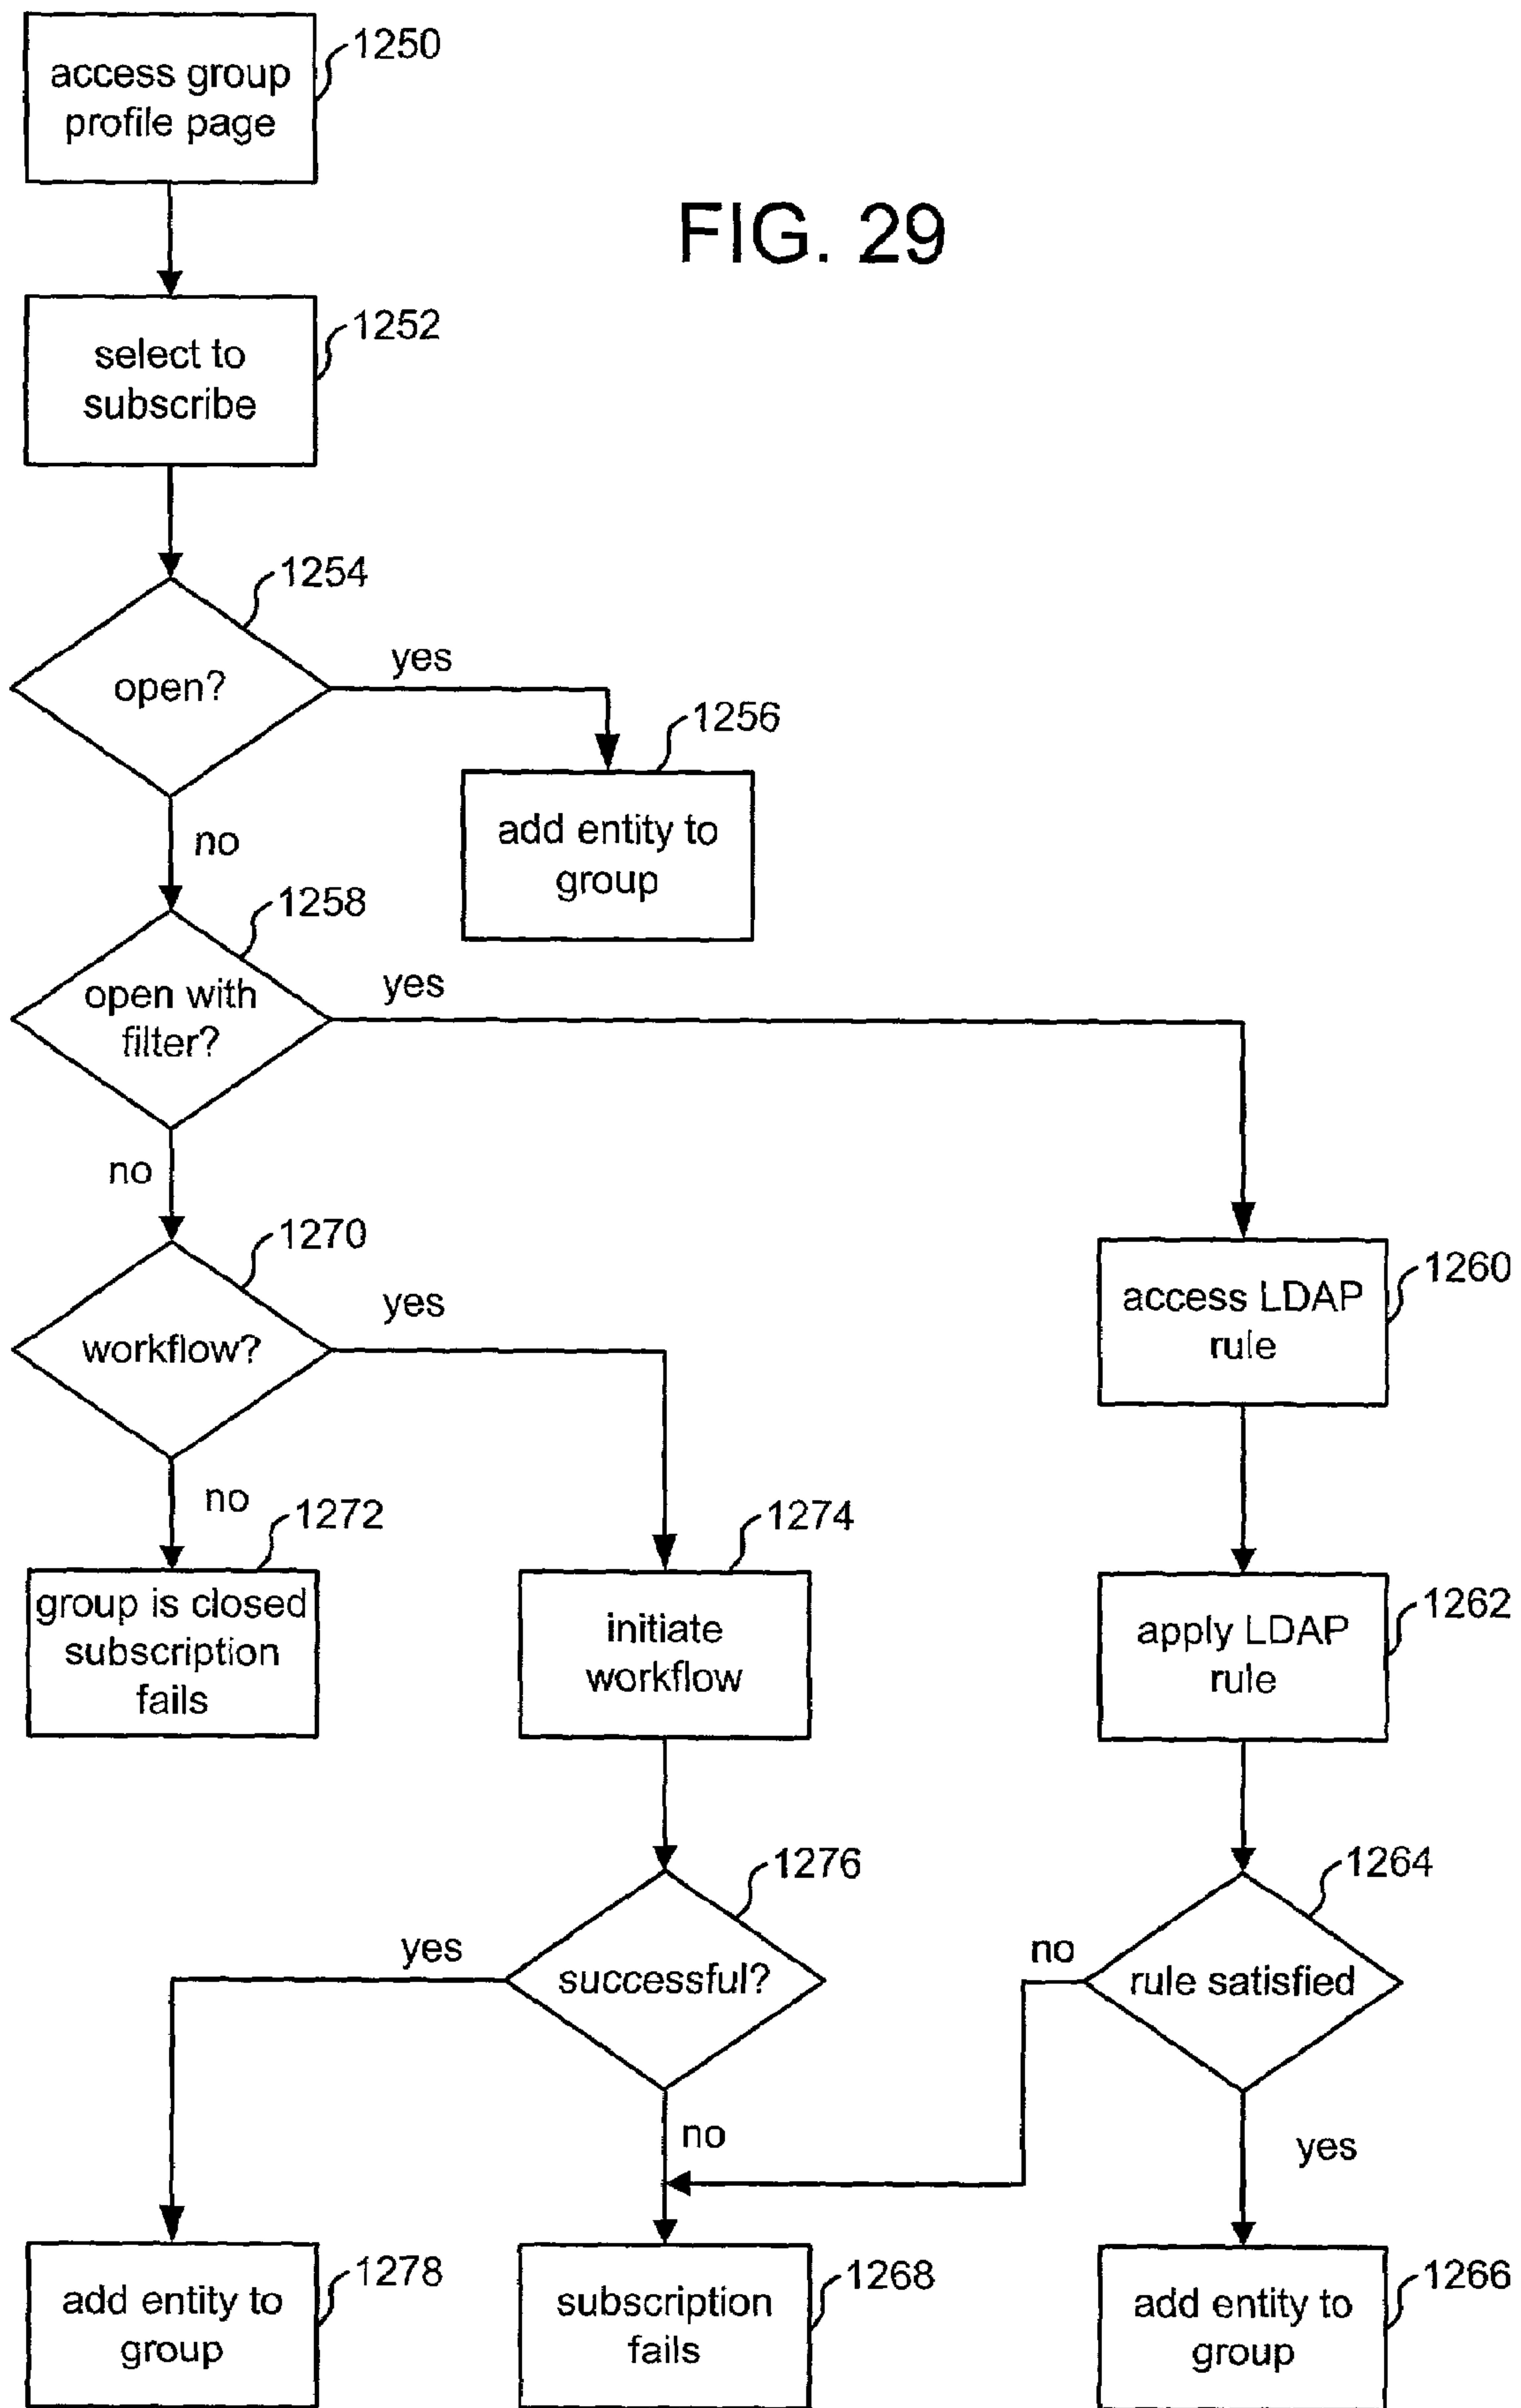 1250
access group
profile page
FIG. 29
1252
select to
subscribe
1254
open?
yes
1256
add entity to
group
no
1258
open with
filter?
yes
no
1270
workflow?
yes
1260
access LDAP
rule
no
1272
group is closed
subscription
fails
1274
initiate
workflow
1262
apply LDAP
rule
1276
successful?
yes
1264
rule satisfied
no
no
yes
1278
add entity to
group
1268
subscription
fails
1266
add entity to
group